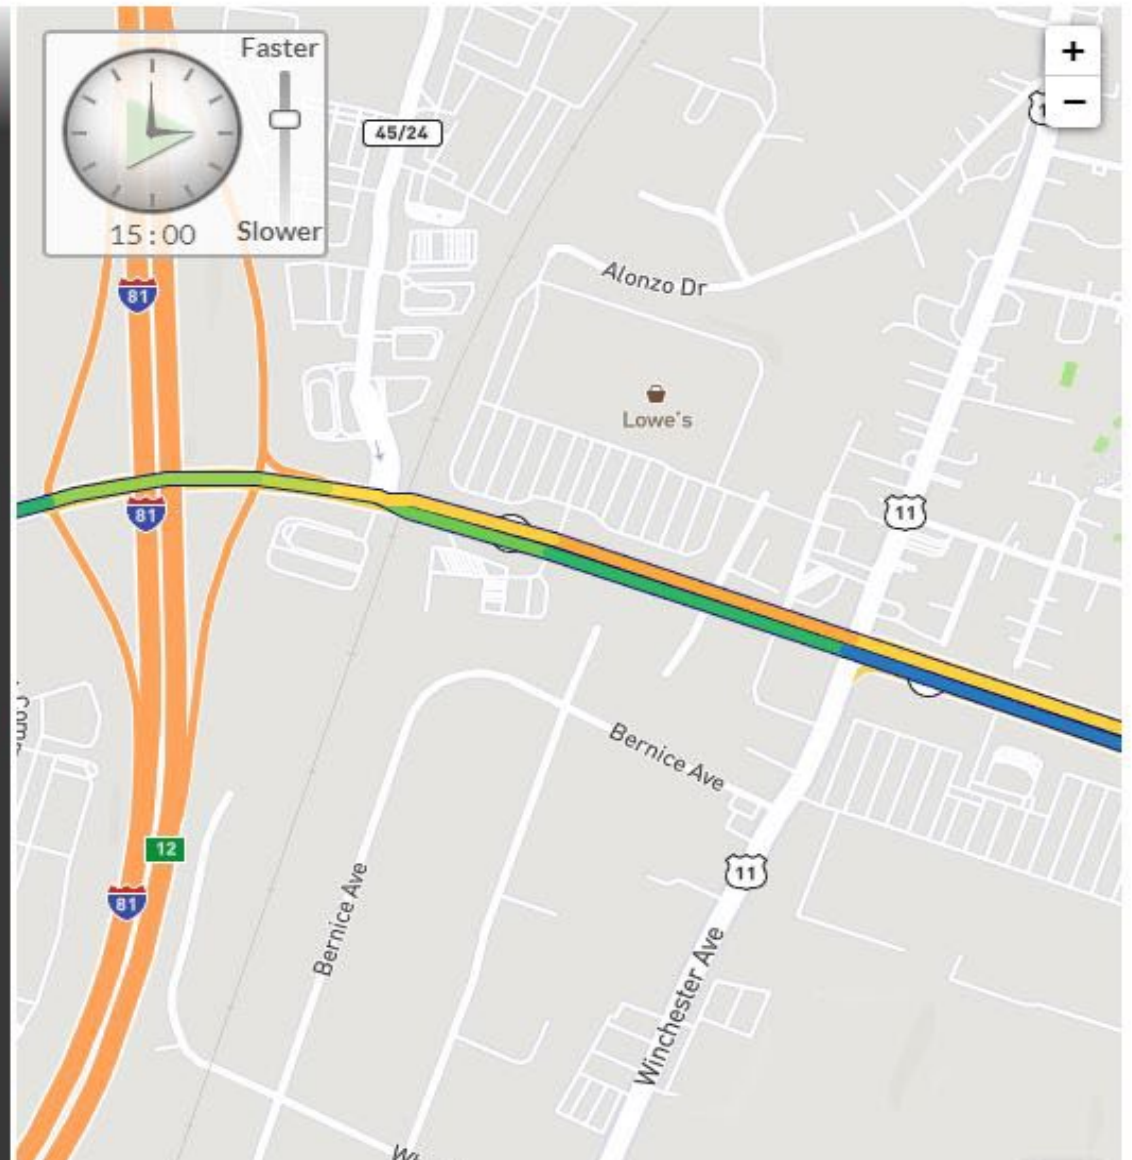 Faster
Slower
15:00
+
−
45/24
81
Alonzo Dr
Lowe's
11
81
Bernice Ave
11
12
81
Bernice Ave
Winchester Ave